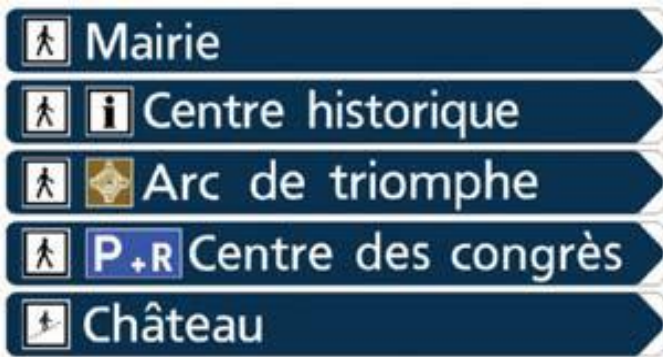 Mairie
i Centre historique
Arc de triomphe
P+R Centre des congrès
Château